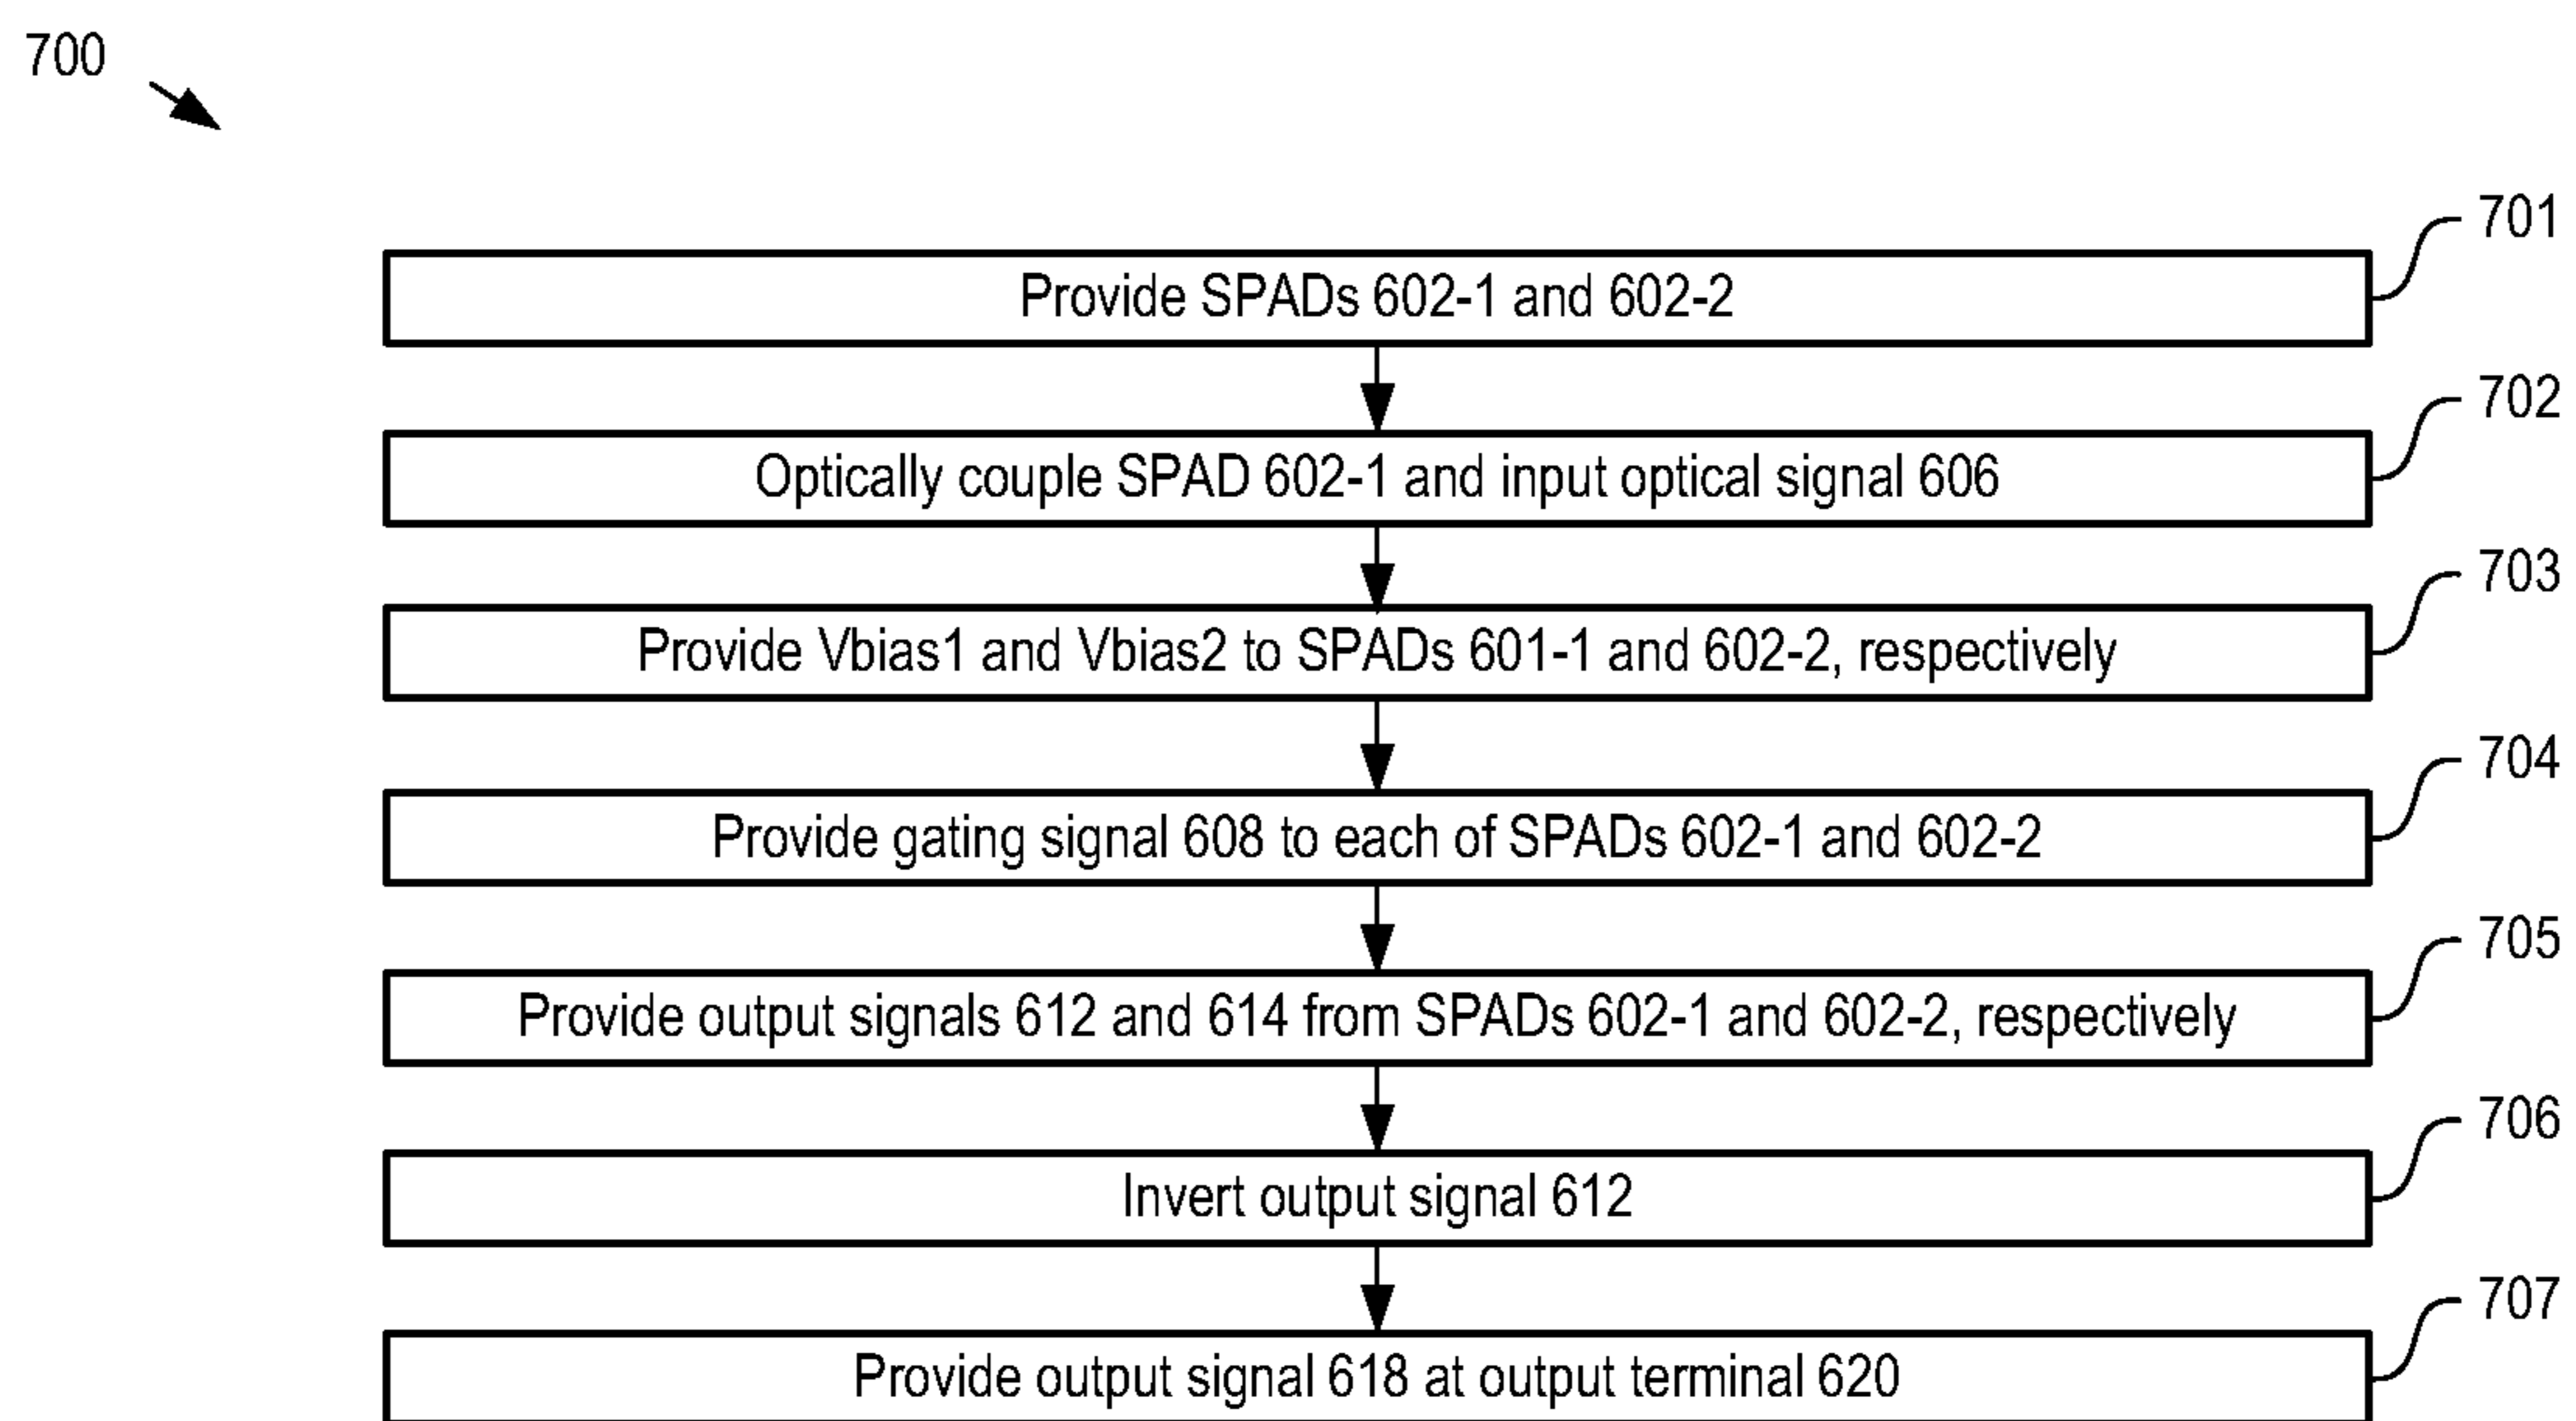 700
701
Provide SPADs 602-1 and 602-2
702
Optically couple SPAD 602-1 and input optical signal 606
703
Provide Vbias1 and Vbias2 to SPADs 601-1 and 602-2, respectively
704
Provide gating signal 608 to each of SPADs 602-1 and 602-2
705
Provide output signals 612 and 614 from SPADs 602-1 and 602-2, respectively
706
Invert output signal 612
707
Provide output signal 618 at output terminal 620